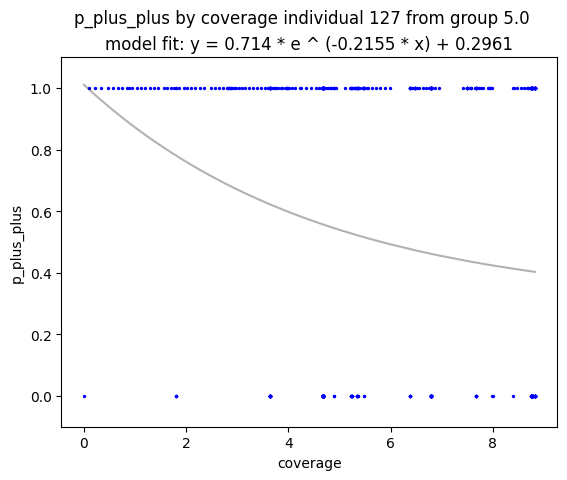 p_plus_plus by coverage individual 127 from group 5.0
model fit: y = 0.714 * e ^ (-0.2155 * x) + 0.2961
1.0
0.8
0.6
0.4
0.2
0.0
p_plus_plus
0 2 4 6 8
coverage